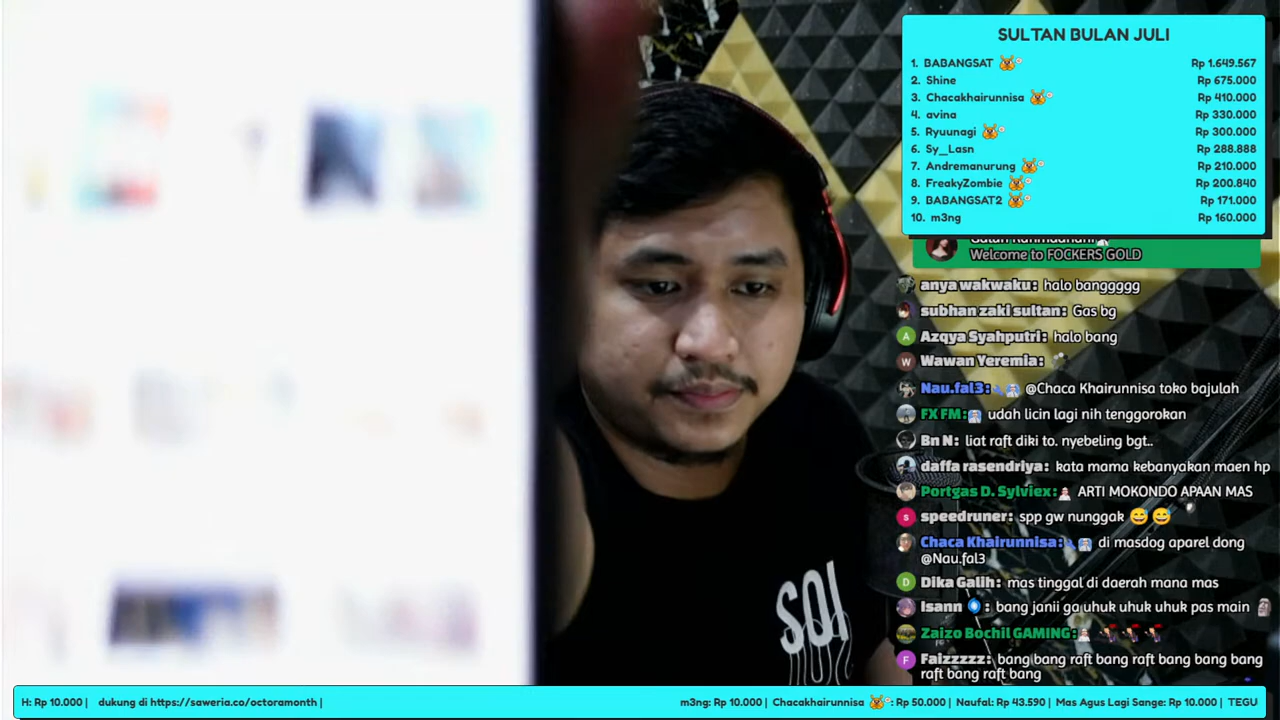 SULTAN BULAN JULI
1. BABANGSAT Rp 1.649.567
2. Shine Rp 675.000
3. Chacakhairunnisa Rp 410.000
4. avina Rp 330.000
5. Ryuunagi Rp 300.000
6. Sy_Lasn Rp 288.888
7. Andremanurung Rp 210.000
8. FreakyZombie Rp 200.840
9. BABANGSAT2 Rp 171.000
10. m3ng Rp 160.000
Welcome to FOCKERS GOLD
anya wakwaku: halo banggggg
subhan zaki sultan: Gas bg
A Azqya Syahputri: halo bang
W Wawan Yeremia:
Nau.fal3: @Chaca Khairunnisa toko bajulah
FX FM: udah licin lagi nih tenggorokan
Bn N: liat raft diki to. nyebeling bgt..
daffa rasendriya: kata mama kebanyakan maen hp
Portgas D. Sylviex: ARTI MOKONDO APAAN MAS
s speedruner: spp gw nunggak 😅 😅
Chaca Khairunnisa: di masdog aparel dong
@Nau.fal3
D Dika Galih: mas tinggal di daerah mana mas
Isann : bang janii ga uhuk uhuk uhuk pas main 🗿
Zaizo Bochil GAMING:
F Faizzzzz: bang bang raft bang raft bang bang bang
raft bang raft bang
SOI
H: Rp 10.000 | dukung di https://saweria.co/octoramonth |
m3ng: Rp 10.000 | Chacakhairunnisa : Rp 50.000 | Naufal: Rp 43.590 | Mas Agus Lagi Sange: Rp 10.000 | TEGU